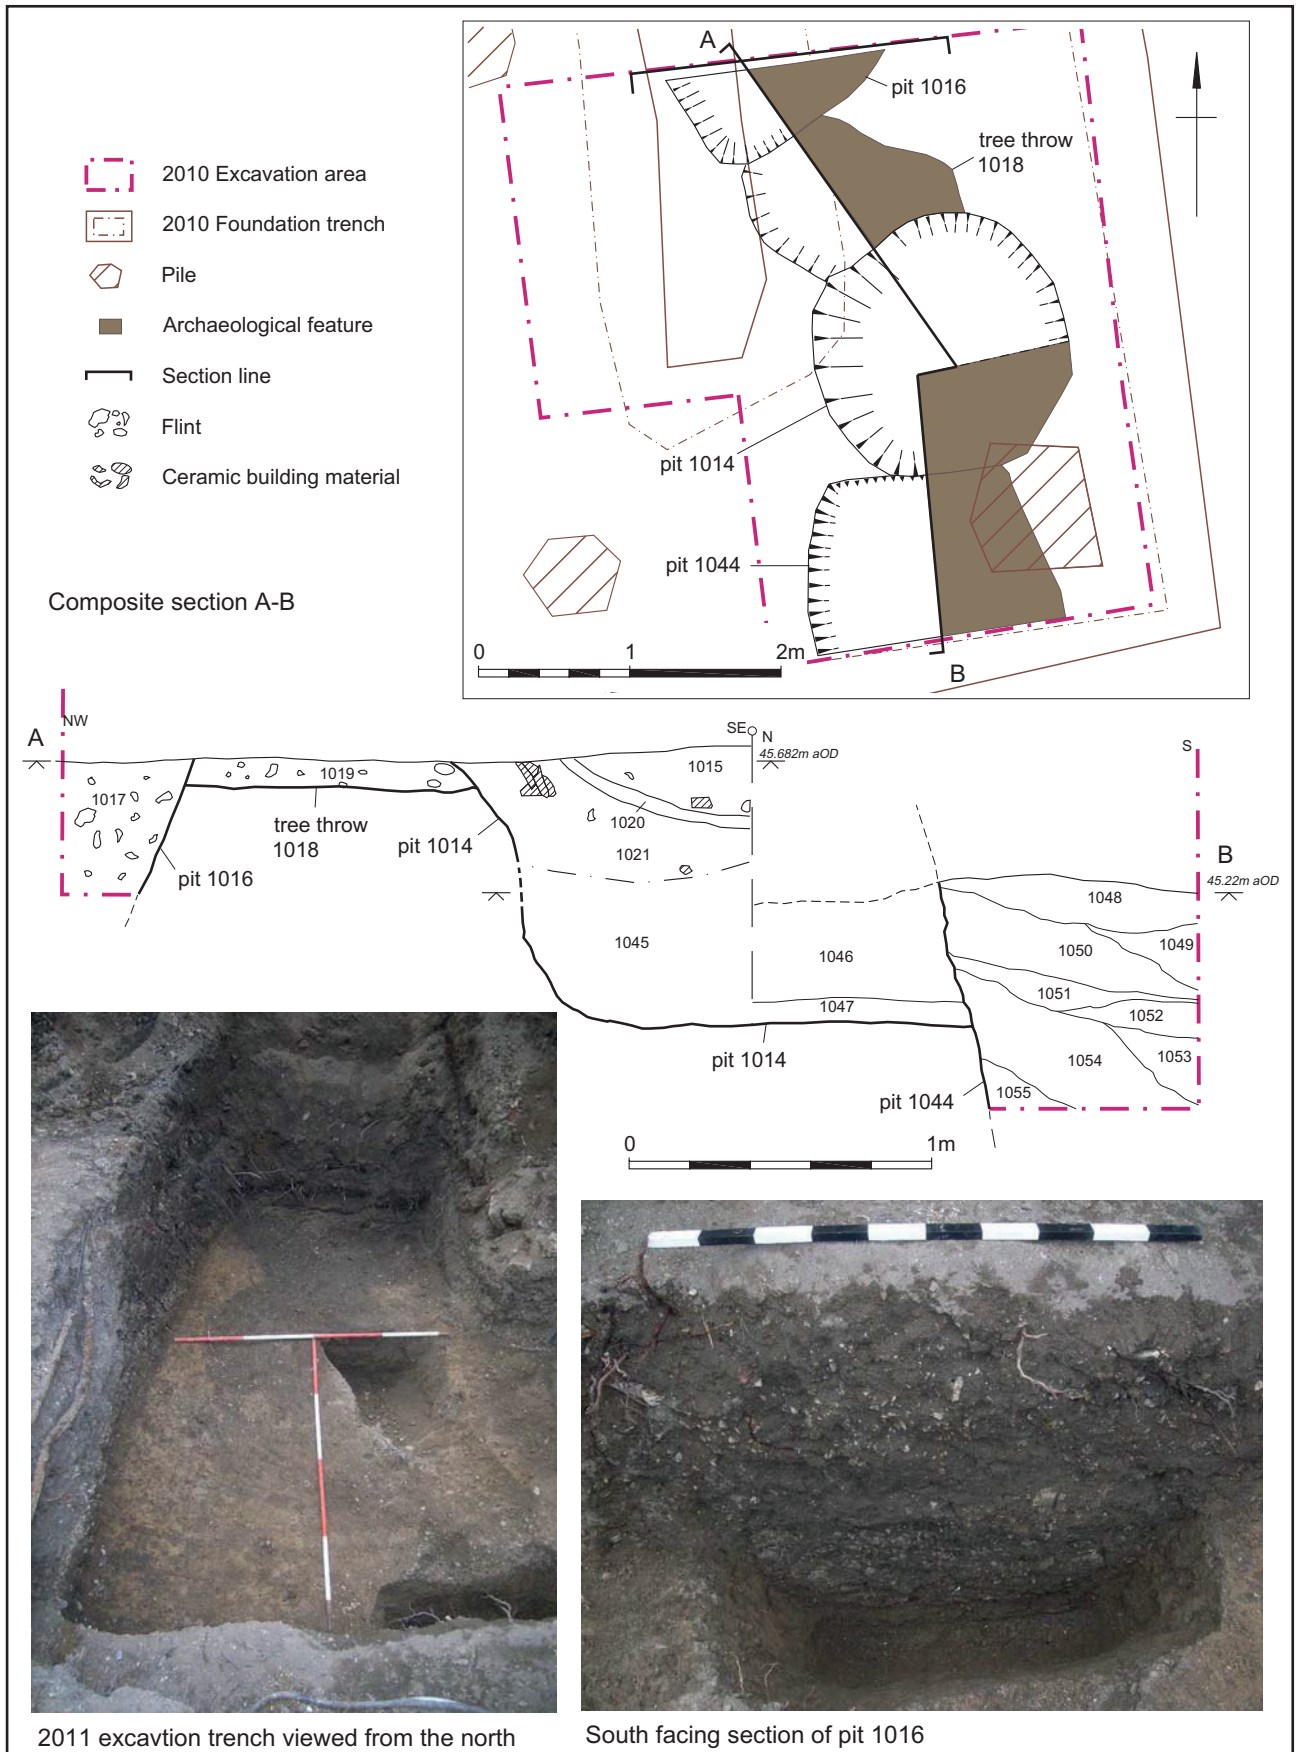 A
pit 1016
tree throw
1018
pit 1014
pit 1044
0 1 2m
B
2010 Excavation area
2010 Foundation trench
Pile
Archaeological feature
Section line
Flint
Ceramic building material
Composite section A-B
A
NW
SE
N
45.682m aOD
S
B
45.22m aOD
1017
1019
1015
1020
1021
tree throw
1018
pit 1014
pit 1016
1045
1046
1047
1048
1049
1050
1051
1052
1053
1054
1055
pit 1014
pit 1044
0 1m
2011 excavtion trench viewed from the north
South facing section of pit 1016